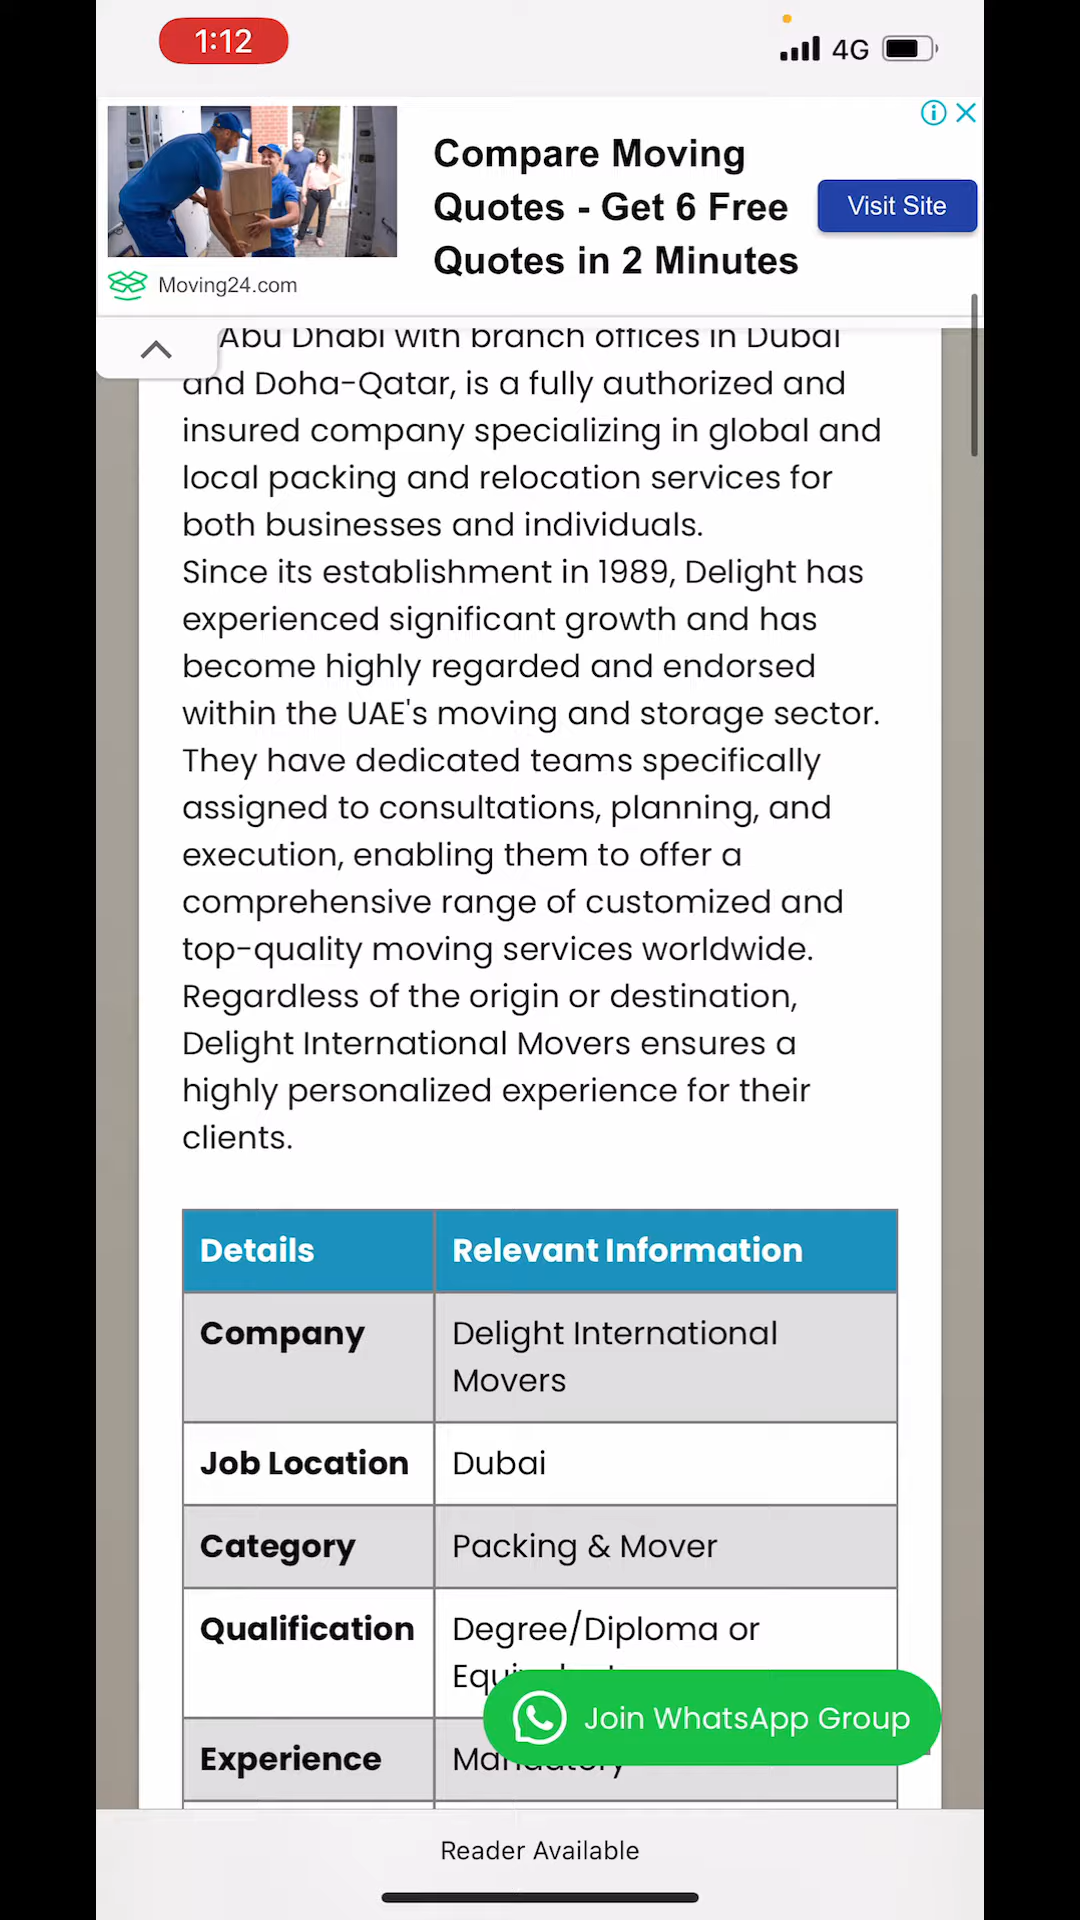 1:12
4G
Compare Moving
Quotes - Get 6 Free
Quotes in 2 Minutes
Visit Site
Moving24.com
Abu Dhabi with branch offices in Dubai
and Doha-Qatar, is a fully authorized and
insured company specializing in global and
local packing and relocation services for
both businesses and individuals.
Since its establishment in 1989, Delight has
experienced significant growth and has
become highly regarded and endorsed
within the UAE's moving and storage sector.
They have dedicated teams specifically
assigned to consultations, planning, and
execution, enabling them to offer a
comprehensive range of customized and
top-quality moving services worldwide.
Regardless of the origin or destination,
Delight International Movers ensures a
highly personalized experience for their
clients.
Details Relevant Information
Company Delight International
Movers
Job Location Dubai
Category Packing & Mover
Qualification Degree/Diploma or
Join WhatsApp Group
Experience Mandatory
Reader Available